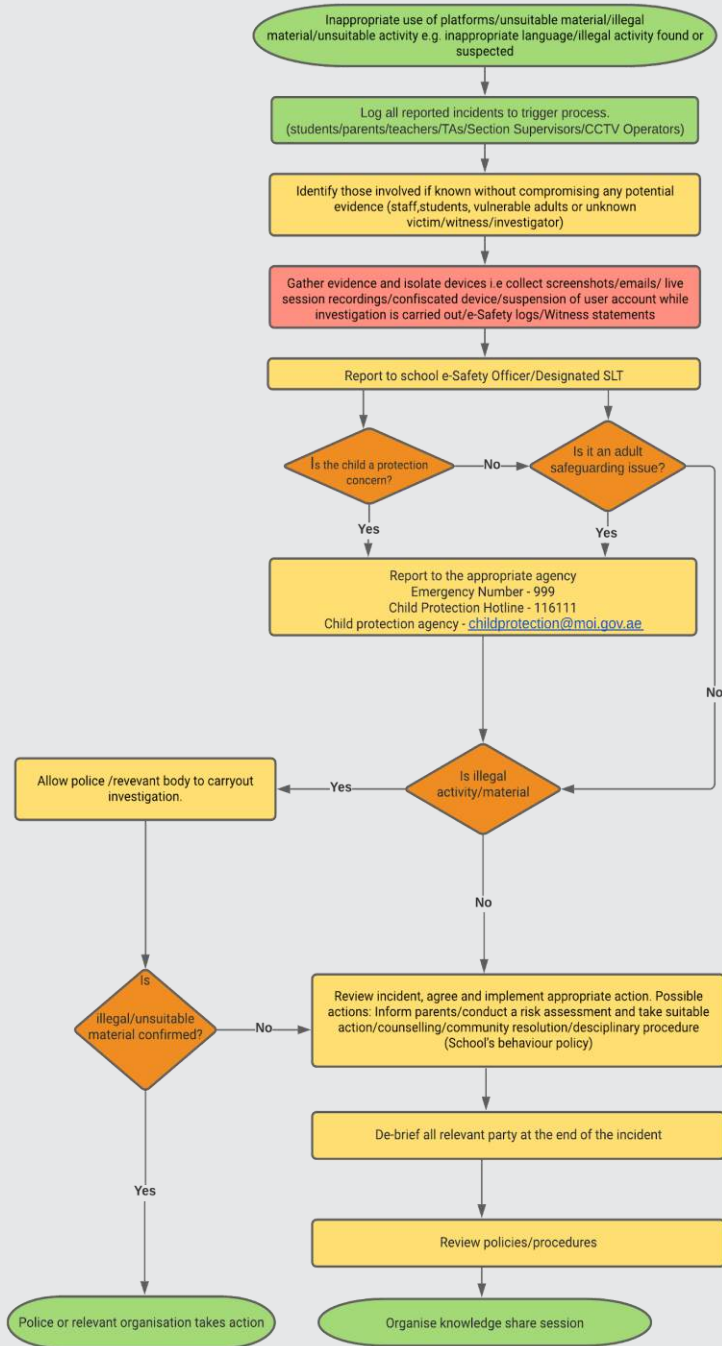 Inappropriate use of platforms/unsuitable material/illegal
material/unsuitable activity e.g. inappropriate language/illegal activity found or
suspected
Log all reported incidents to trigger process.
(students/parents/teachers/TAs/Section Supervisors/CCTV Operators)
Identify those involved if known without compromising any potential
evidence (staff,students, vulnerable adults or unknown
victim/witness/investigator)
Gather evidence and isolate devices i.e collect screenshots/emails/ live
session recordings/confiscated device/suspension of user account while
investigation is carried out/e-Safety logs/Witness statements
Report to school e-Safety Officer/Designated SLT
Is the child a protection
concern?
No
Is it an adult
safeguarding issue?
Yes
Yes
Report to the appropriate agency
Emergency Number - 999
Child Protection Hotline - 116111
Child protection agency - childprotection@moi.gov.ae
No
Is illegal
activity/material
Yes
Allow police /revevant body to carryout
investigation.
No
Is
illegal/unsuitable
material confirmed?
No
Review incident, agree and implement appropriate action. Possible
actions: Inform parents/conduct a risk assessment and take suitable
action/counselling/community resolution/desciplinary procedure
(School's behaviour policy)
De-brief all relevant party at the end of the incident
Yes
Review policies/procedures
Police or relevant organisation takes action
Organise knowledge share session